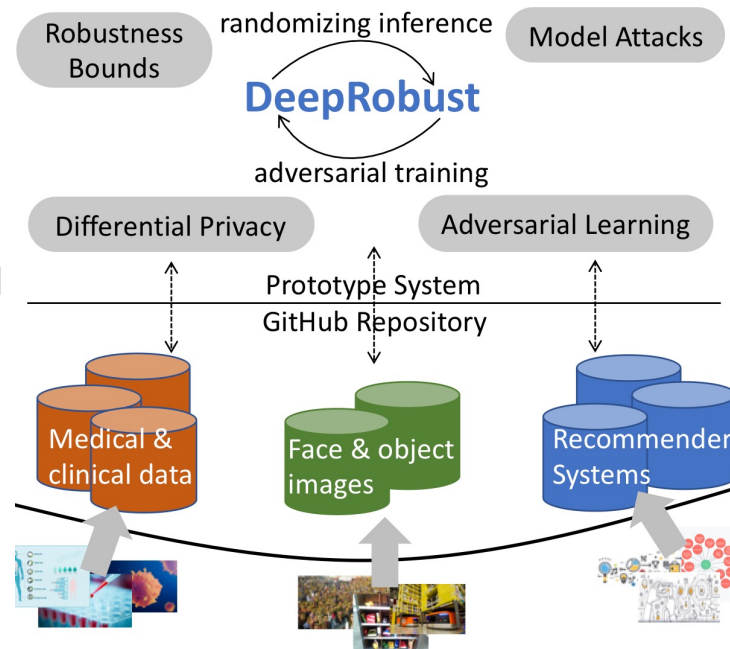 Robustness
Bounds
randomizing inference
Model Attacks
DeepRobust
adversarial training
Differential Privacy
Adversarial Learning
Prototype System
GitHub Repository
Medical &
clinical data
Face & object
images
Recommender
Systems